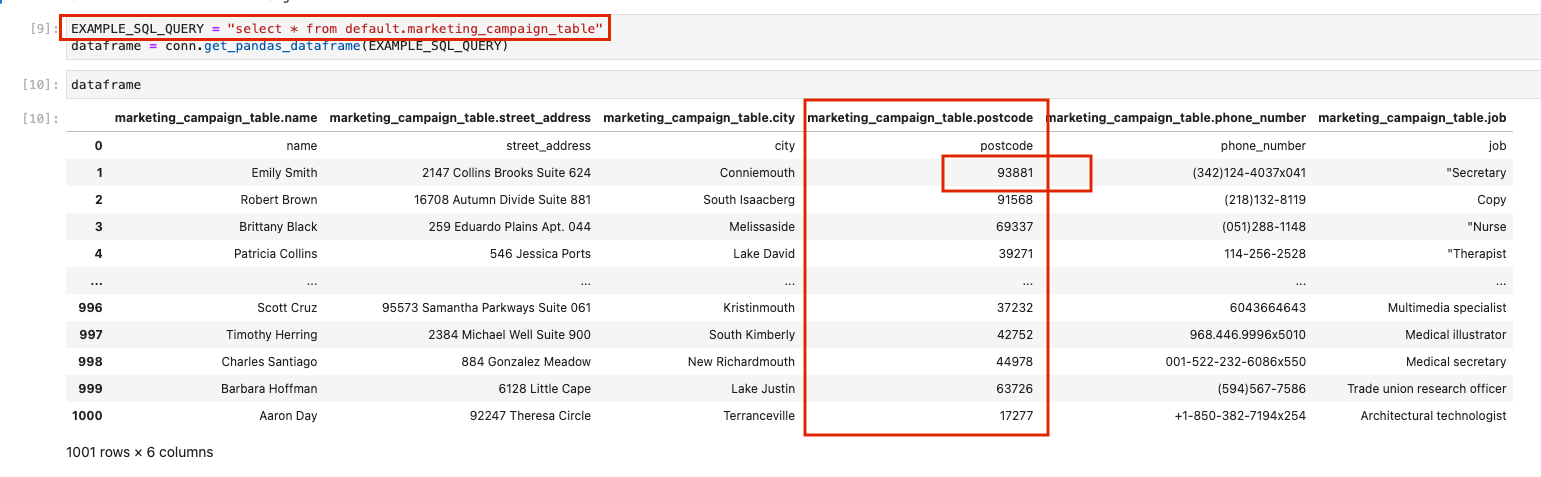 [9]: EXAMPLE_SQL_QUERY = "select * from default.marketing_campaign_table"
dataframe = conn.get_pandas_dataframe(EXAMPLE_SQL_QUERY)
[10]: dataframe
[10]: marketing_campaign_table.name marketing_campaign_table.street_address marketing_campaign_table.city marketing_campaign_table.postcode marketing_campaign_table.phone_number marketing_campaign_table.job
0 name street_address city postcode phone_number job
1 Emily Smith 2147 Collins Brooks Suite 624 Conniemouth 93881 (342)124-4037x041 "Secretary
2 Robert Brown 16708 Autumn Divide Suite 881 South Isaacberg 91568 (218)132-8119 Copy
3 Brittany Black 259 Eduardo Plains Apt. 044 Melissaside 69337 (051)288-1148 "Nurse
4 Patricia Collins 546 Jessica Ports Lake David 39271 114-256-2528 "Therapist
... ... ... ... ... ... ...
996 Scott Cruz 95573 Samantha Parkways Suite 061 Kristinmouth 37232 6043664643 Multimedia specialist
997 Timothy Herring 2384 Michael Well Suite 900 South Kimberly 42752 968.446.9996x5010 Medical illustrator
998 Charles Santiago 884 Gonzalez Meadow New Richardmouth 44978 001-522-232-6086x550 Medical secretary
999 Barbara Hoffman 6128 Little Cape Lake Justin 63726 (594)567-7586 Trade union research officer
1000 Aaron Day 92247 Theresa Circle Terranceville 17277 +1-850-382-7194x254 Architectural technologist
1001 rows × 6 columns